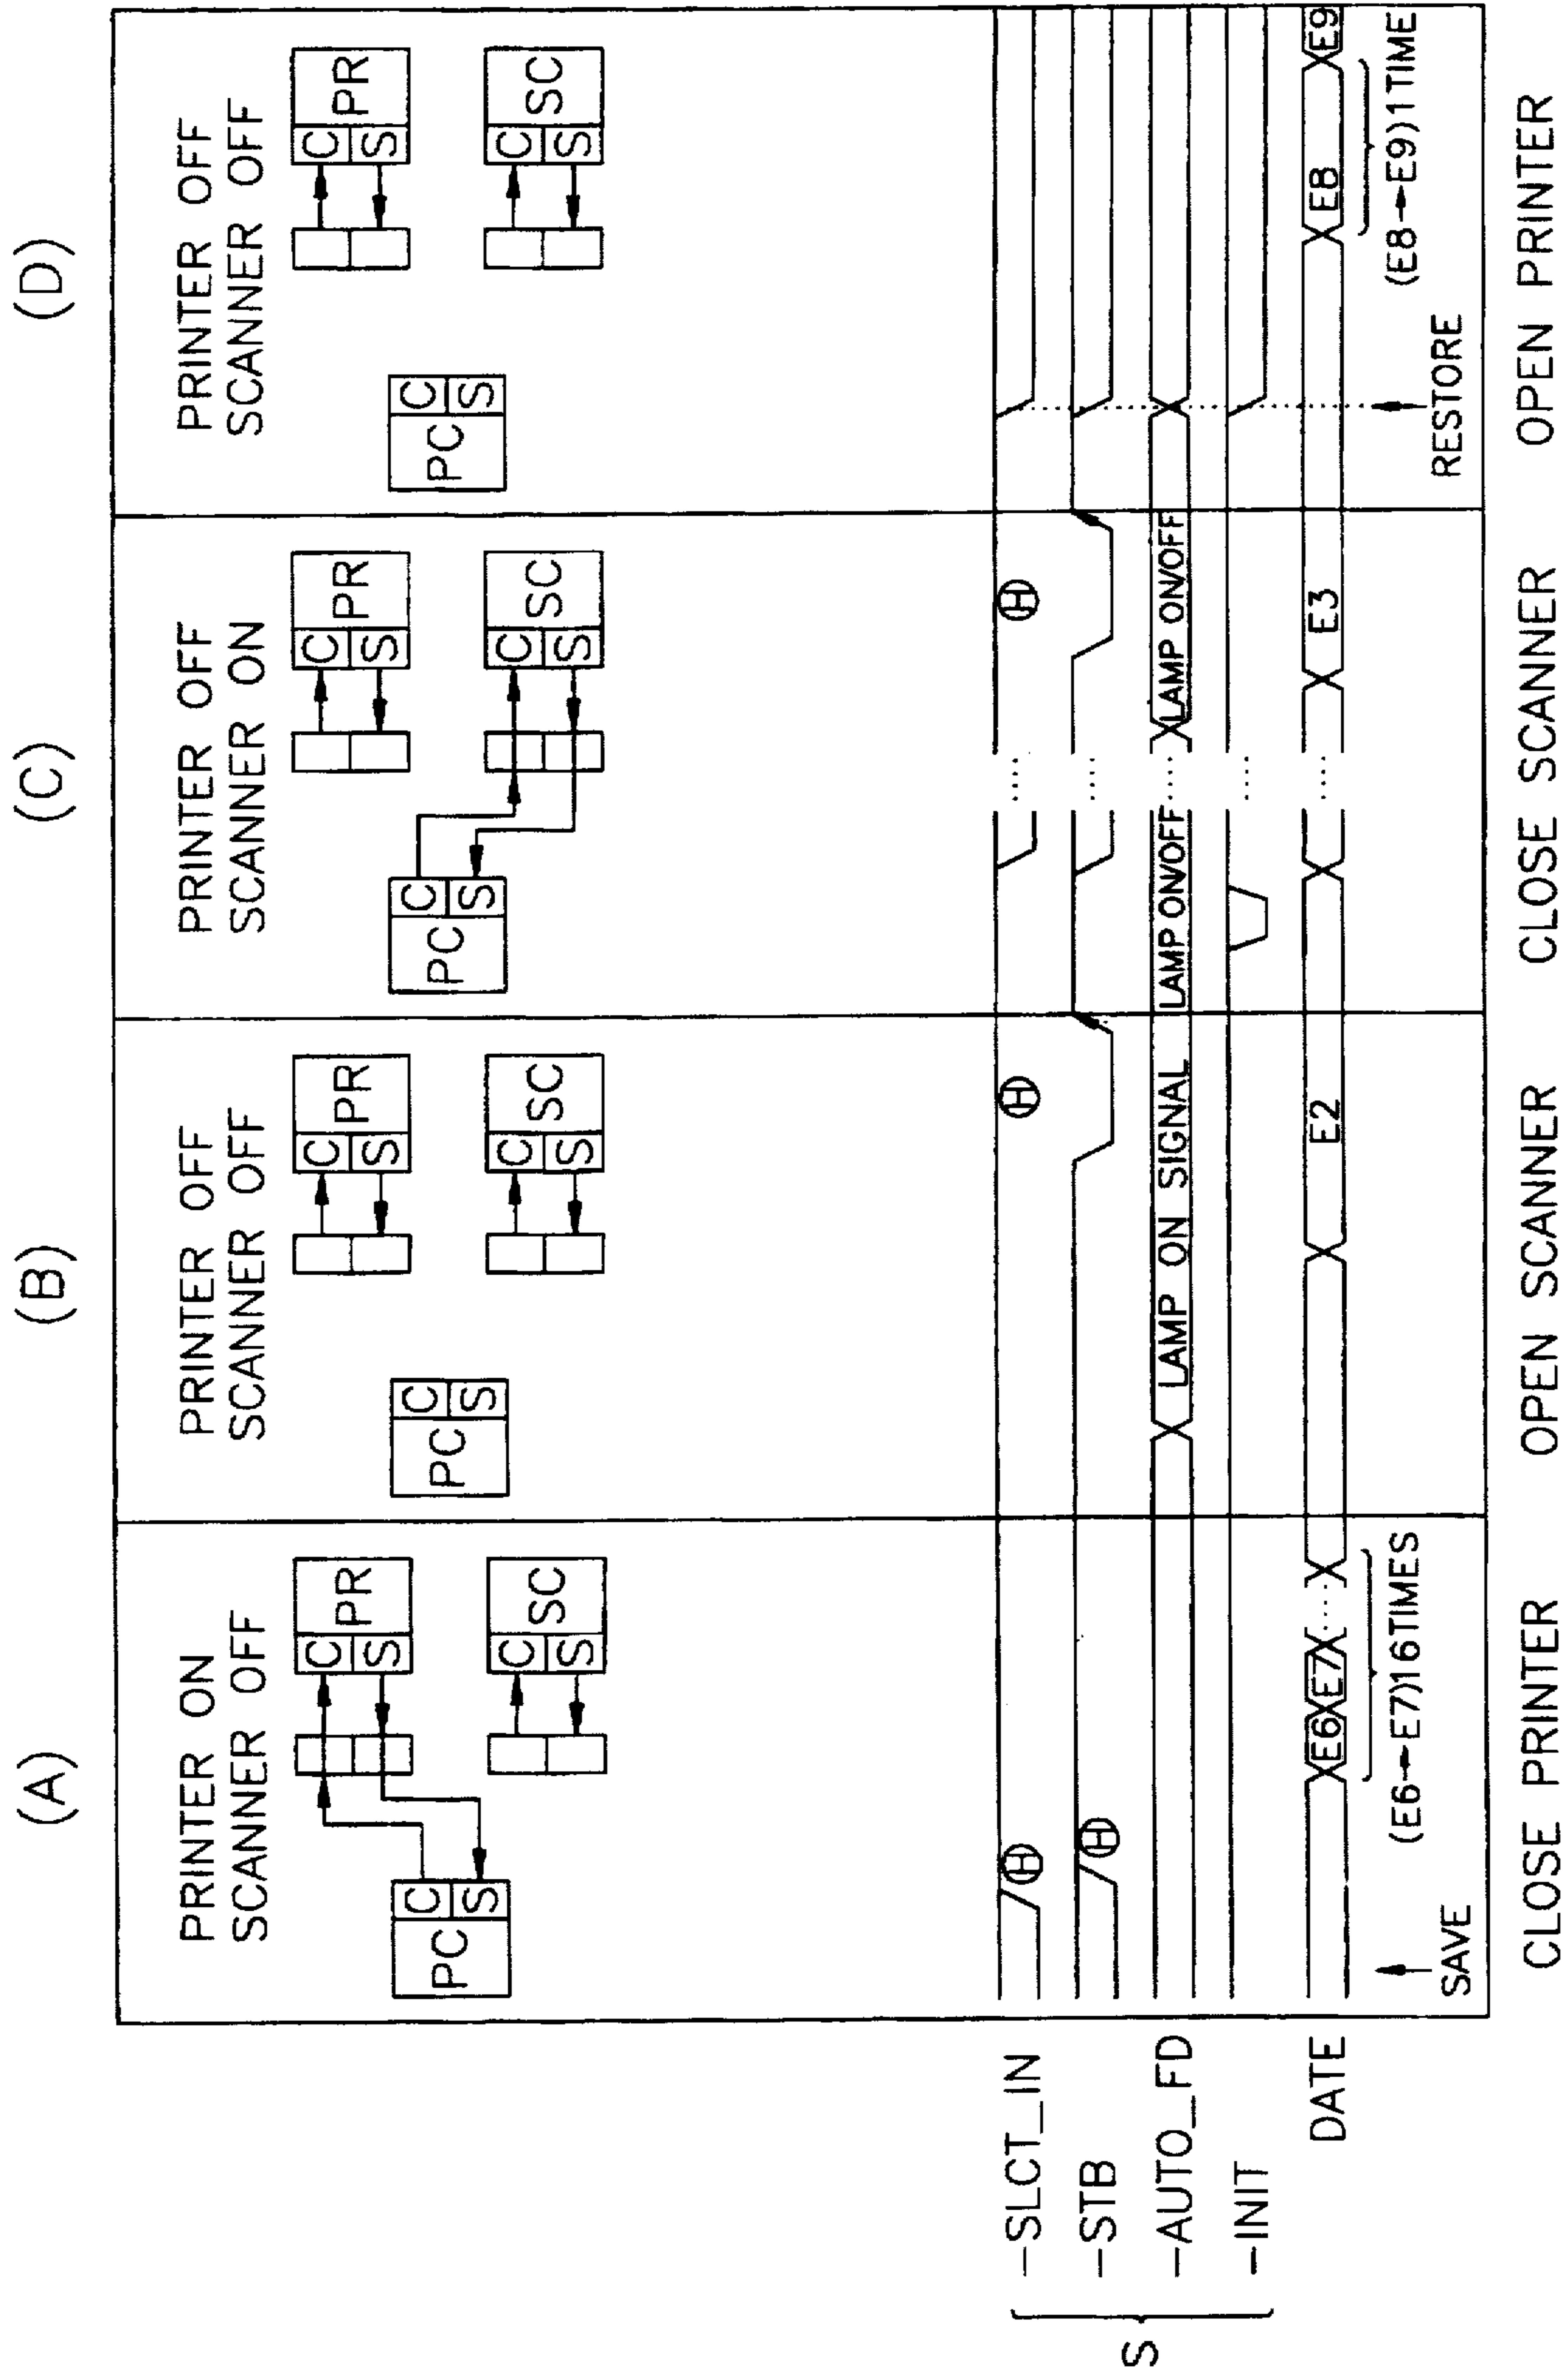 (A)
(B)
(C)
(D)
PRINTER ON
SCANNER OFF
PRINTER OFF
SCANNER OFF
PRINTER OFF
SCANNER ON
PRINTER OFF
SCANNER OFF
PC
C
S
C
S
PR
C
S
SC
PC
C
S
C
S
PR
C
S
SC
PC
C
S
C
S
PR
C
S
SC
PC
C
S
C
S
PR
C
S
SC
S
-SLCT_IN
H
H
H
-STB
H
-AUTO_FD
LAMP ON SIGNAL
LAMP ON/OFF
LAMP ON/OFF
-INIT
DATE
E6
E7
E2
E3
E8
E9
(E6→E7)16TIMES
(E8→E9)1TIME
SAVE
RESTORE
CLOSE PRINTER
OPEN SCANNER
CLOSE SCANNER
OPEN PRINTER